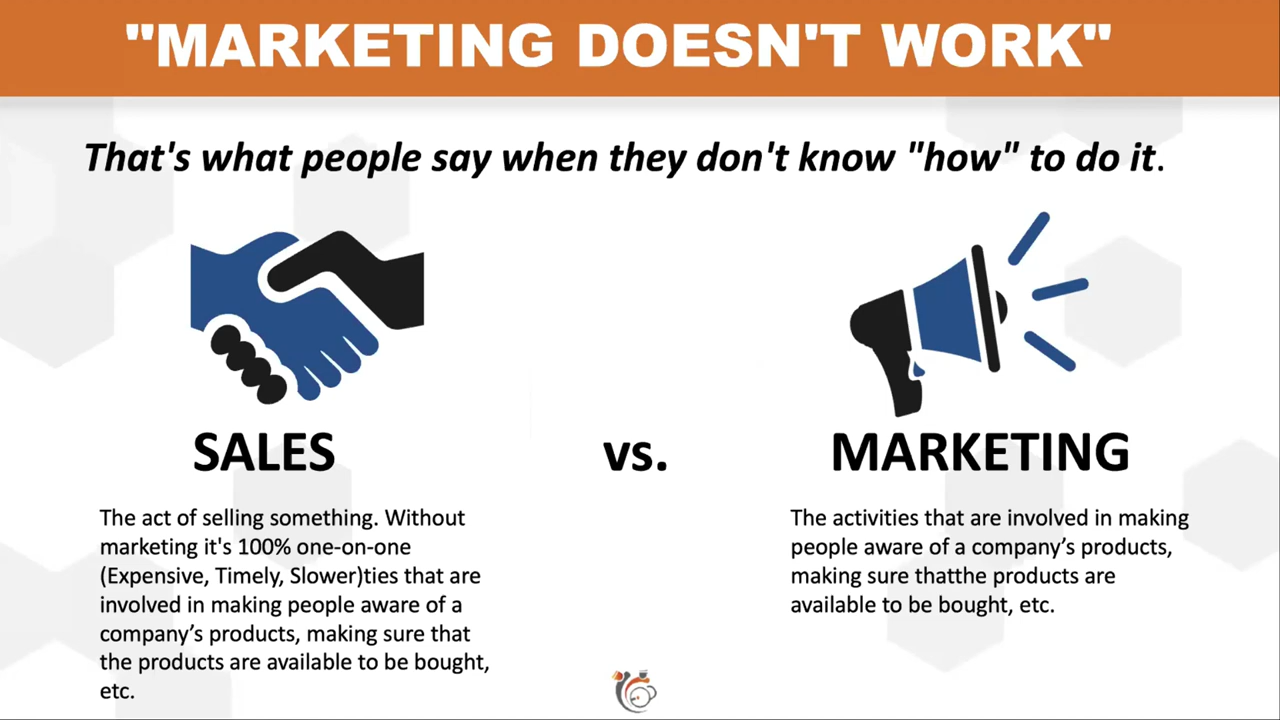 "MARKETING DOESN'T WORK"
That's what people say when they don't know "how" to do it.
SALES
vs.
MARKETING
The act of selling something. Without
marketing it's 100% one-on-one
(Expensive, Timely, Slower)ties that are
involved in making people aware of a
company's products, making sure that
the products are available to be bought,
etc.
The activities that are involved in making
people aware of a company's products,
making sure thatthe products are
available to be bought, etc.